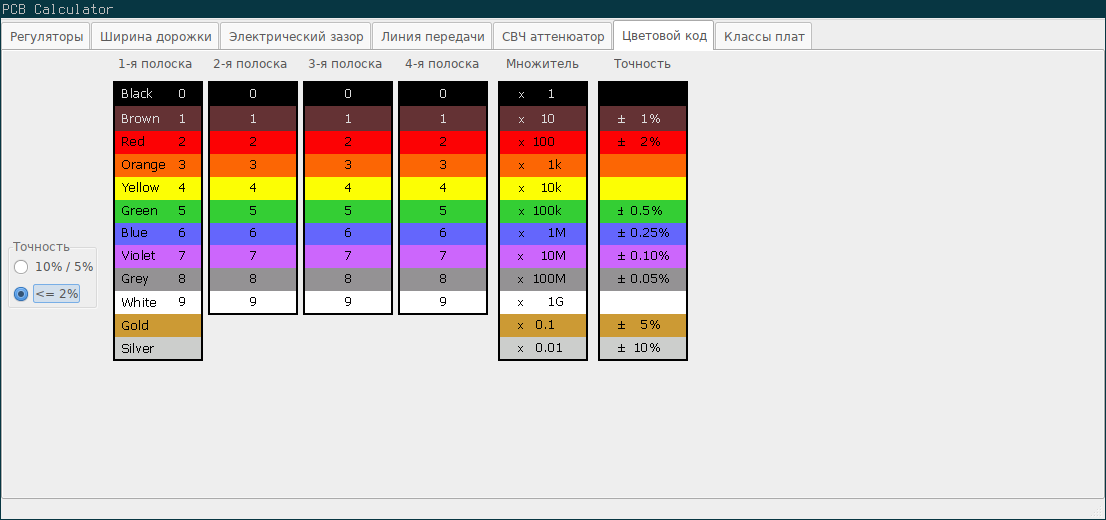 PCB Calculator
Регуляторы Ширина дорожки Электрический зазор Линия передачи СВЧ аттенюатор Цветовой код Классы плат
1-я полоска 2-я полоска 3-я полоска 4-я полоска Множитель Точность
Black 0 0 0 0 x 1
Brown 1 1 1 1 x 10 ± 1%
Red 2 2 2 2 x 100 ± 2%
Orange 3 3 3 3 x 1k
Yellow 4 4 4 4 x 10k
Green 5 5 5 5 x 100k ± 0.5%
Blue 6 6 6 6 x 1M ± 0.25%
Violet 7 7 7 7 x 10M ± 0.10%
Grey 8 8 8 8 x 100M ± 0.05%
White 9 9 9 9 x 1G
Gold x 0.1 ± 5%
Silver x 0.01 ± 10%
Точность
10% / 5%
<= 2%